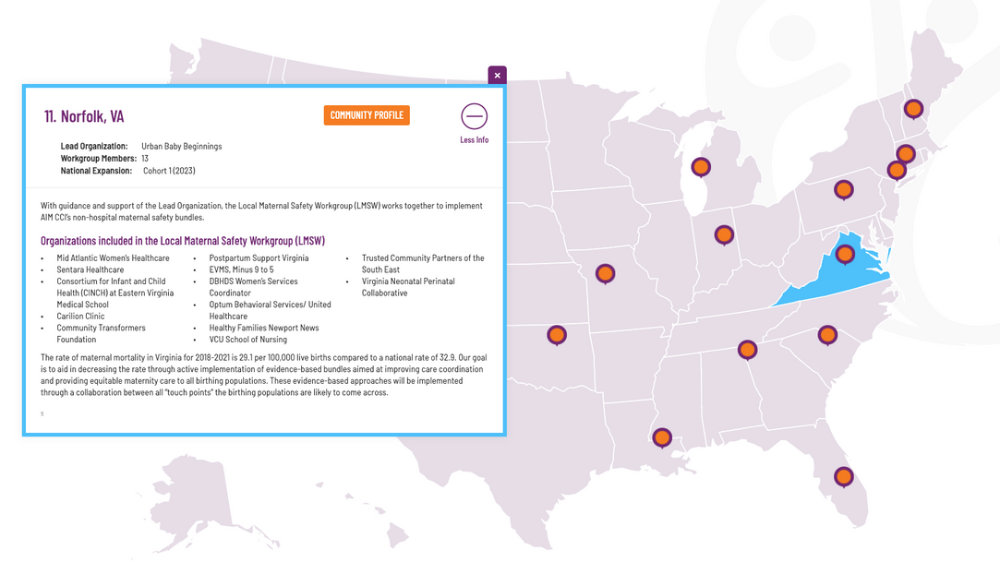 ×
11. Norfolk, VA
COMMUNITY PROFILE
Less Info
Lead Organization: Urban Baby Beginnings
Workgroup Members: 13
National Expansion: Cohort 1 (2023)
With guidance and support of the Lead Organization, the Local Maternal Safety Workgroup (LMSW) works together to implement
AIM CCI's non-hospital maternal safety bundles.
Organizations included in the Local Maternal Safety Workgroup (LMSW)
• Mid Atlantic Women's Healthcare
• Sentara Healthcare
• Consortium for Infant and Child
Health (CINCH) at Eastern Virginia
Medical School
• Carilion Clinic
• Community Transformers
Foundation
• Postpartum Support Virginia
• EVMS, Minus 9 to 5
• DBHDS Women's Services
Coordinator
• Optum Behavioral Services/ United
Healthcare
• Healthy Families Newport News
• VCU School of Nursing
• Trusted Community Partners of the
South East
• Virginia Neonatal Perinatal
Collaborative
The rate of maternal mortality in Virginia for 2018-2021 is 29.1 per 100,000 live births compared to a national rate of 32.9. Our goal
is to aid in decreasing the rate through active implementation of evidence-based bundles aimed at improving care coordination
and providing equitable maternity care to all birthing populations. These evidence-based approaches will be implemented
through a collaboration between all "touch points" the birthing populations are likely to come across.